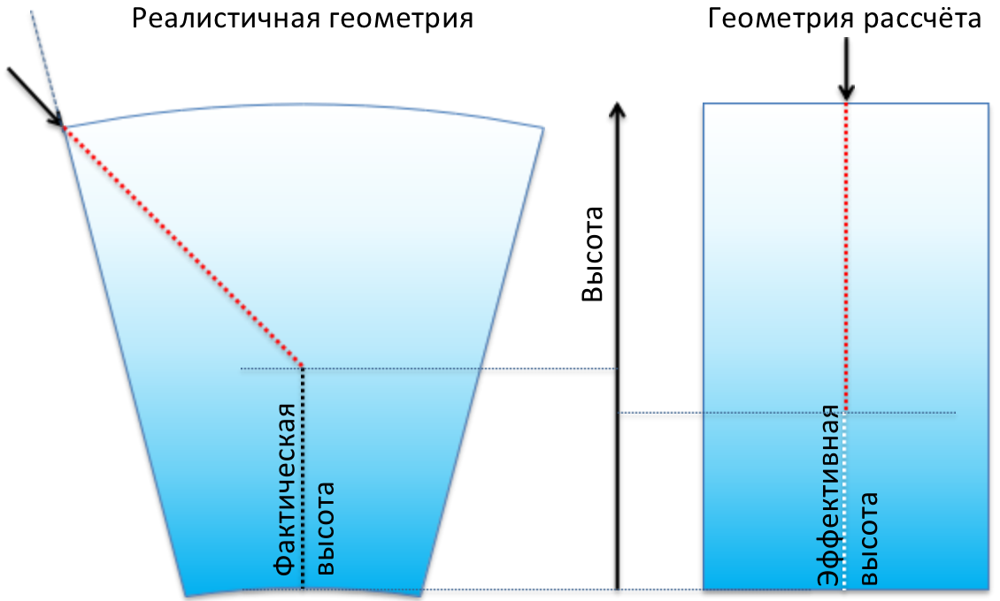 Реалистичная геометрия
Геометрия рассчёта
Высота
Фактическая
высота
Эффективная
высота